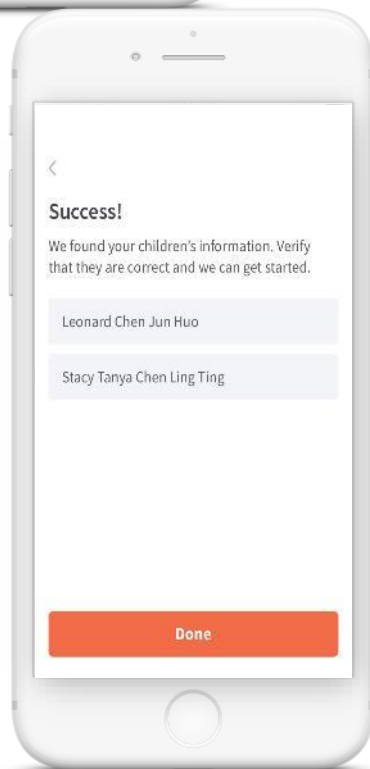 Success!
We found your children's information. Verify
that they are correct and we can get started.
Leonard Chen Jun Huo
Stacy Tanya Chen Ling Ting
Done